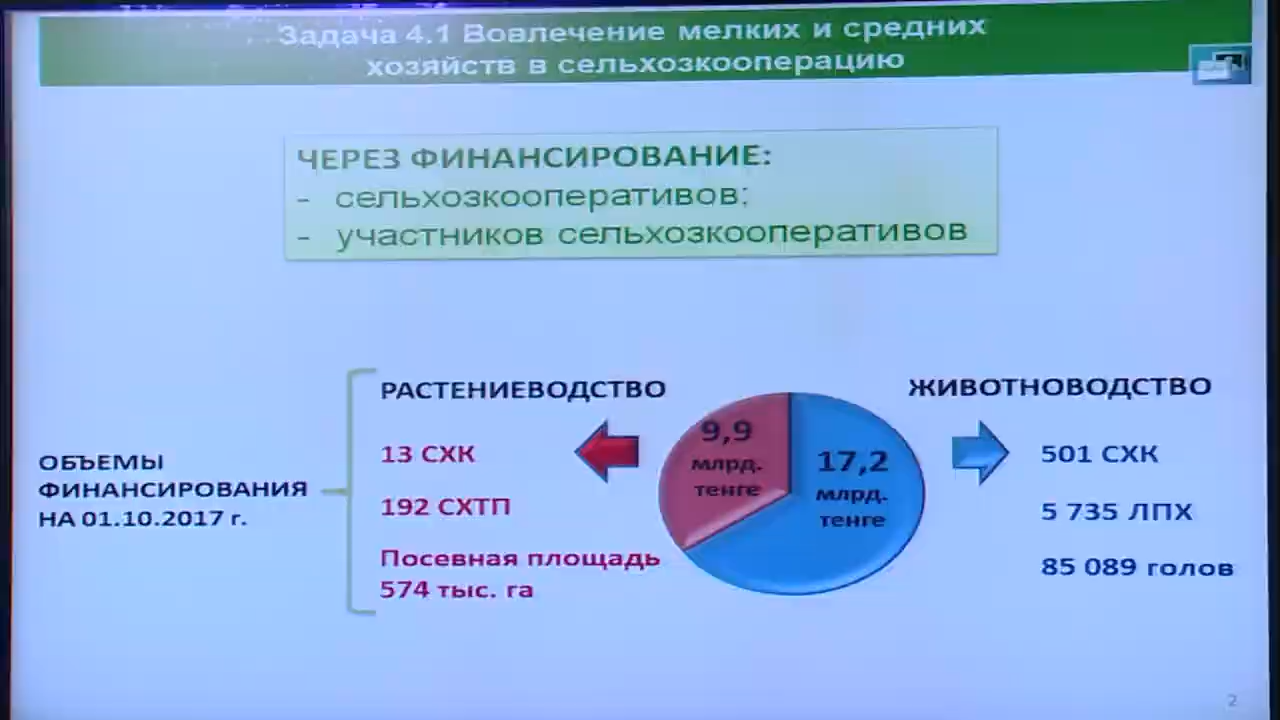 Задача 4.1 Вовлечение мелких и средних
хозяйств в сельхозкооперацию
ЧЕРЕЗ ФИНАНСИРОВАНИЕ:
- сельхозкооперативов;
- участников сельхозкооперативов
ОБЪЕМЫ
ФИНАНСИРОВАНИЯ
НА 01.10.2017 г.
РАСТЕНИЕВОДСТВО
13 СХК
192 СХТП
Посевная площадь
574 тыс. га
9,9
млрд.
тенге
17,2
млрд.
тенге
ЖИВОТНОВОДСТВО
501 СХК
5 735 ЛПХ
85 089 голов
2